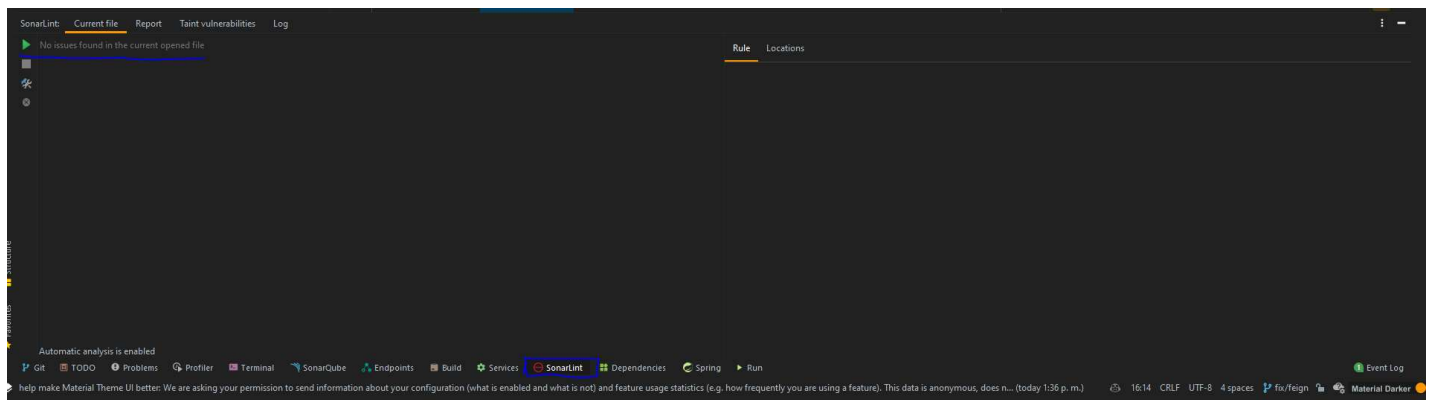 SonarLint: Current file Report Taint vulnerabilities Log
No issues found in the current opened file
Rule Locations
Structure
Favorites
Automatic analysis is enabled
Git TODO Problems Profiler Terminal SonarQube Endpoints Build Services SonarLint Dependencies Spring Run 1 Event Log
help make Material Theme UI better: We are asking your permission to send information about your configuration (what is enabled and what is not) and feature usage statistics (e.g. how frequently you are using a feature). This data is anonymous, does n... (today 1:36 p. m.) 16:14 CRLF UTF-8 4 spaces fix/feign Material Darker